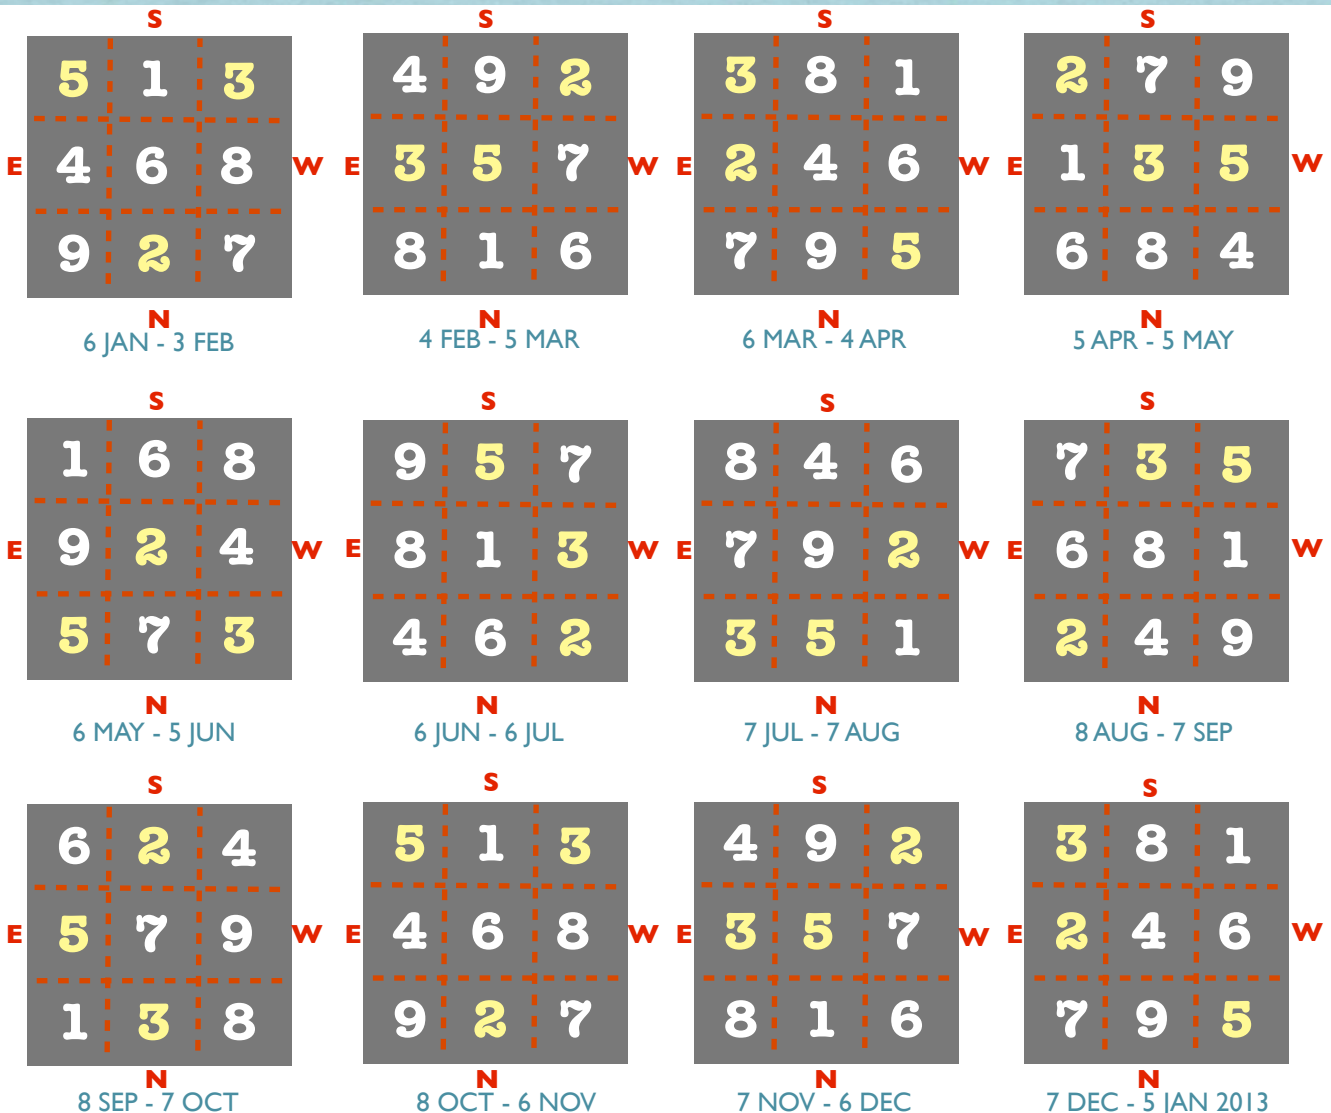 S S S
5 1 3 4 9 2 3 8 1 2 7 9
E 4 6 8 W E 3 5 7 W E 2 4 6 W E 1 3 5 W
9 2 7 8 1 6 7 9 5 6 8 4
N N N N
6 JAN - 3 FEB 4 FEB - 5 MAR 6 MAR - 4 APR 5 APR - 5 MAY
S S S S
1 6 8 9 5 7 8 4 6 7 3 5
E 9 2 4 W E 8 1 3 W E 7 9 2 W E 6 8 1 W
5 7 3 4 6 2 3 5 1 2 4 9
N N N N
6 MAY - 5 JUN 6 JUN - 6 JUL 7 JUL - 7 AUG 8 AUG - 7 SEP
S S S S
6 2 4 5 1 3 4 9 2 3 8 1
E 5 7 9 W E 4 6 8 W E 3 5 7 W E 2 4 6 W
1 3 8 9 2 7 8 1 6 7 9 5
N N N N
8 SEP - 7 OCT 8 OCT - 6 NOV 7 NOV - 6 DEC 7 DEC - 5 JAN 2013